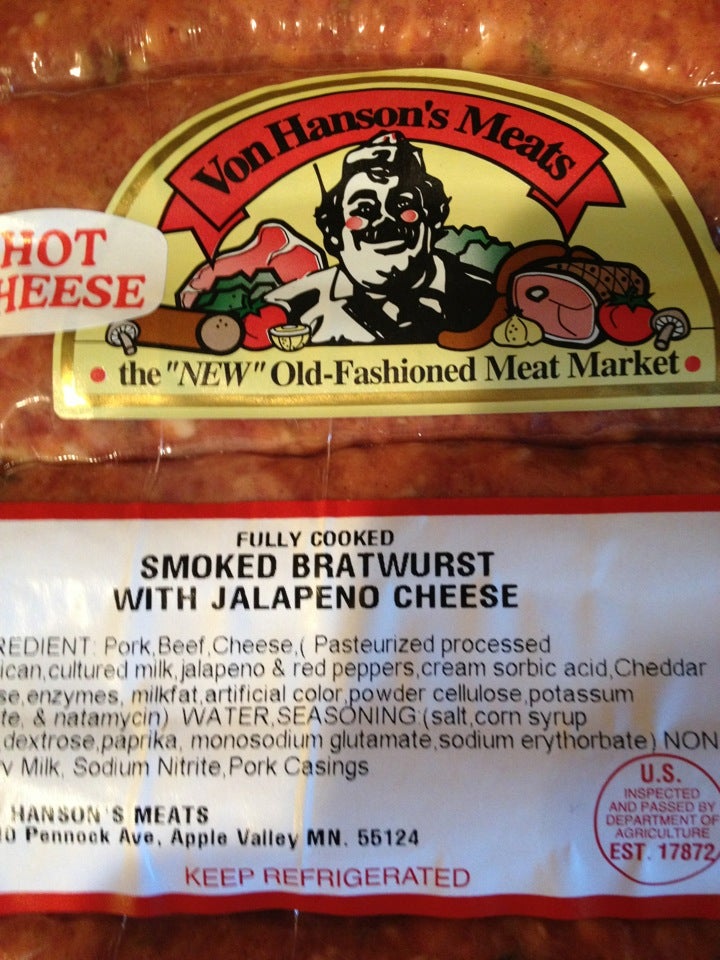 Von Hanson's Meats
HOT
HEESE
• the "NEW" Old-Fashioned Meat Market •
FULLY COOKED
SMOKED BRATWURST
WITH JALAPENO CHEESE
REDIENT: Pork,Beef,Cheese,( Pasteurized processed
ican,cultured milk,jalapeno & red peppers,cream sorbic acid,Cheddar
se,enzymes, milkfat,artificial color,powder cellulose,potassium
te, & natamycin) WATER,SEASONING (salt,corn syrup
dextrose,paprika, monosodium glutamate,sodium erythorbate) NON
y Milk, Sodium Nitrite,Pork Casings
HANSON'S MEATS
0 Pennock Ave, Apple Valley MN. 55124
KEEP REFRIGERATED
U.S.
INSPECTED
AND PASSED BY
DEPARTMENT OF
AGRICULTURE
EST. 17872